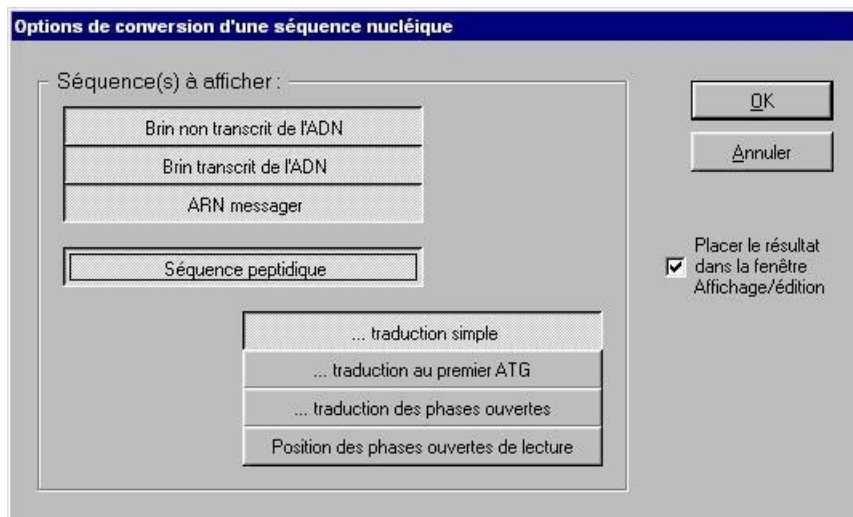 Options de conversion d'une séquence nucléique
Séquence(s) à afficher :
Brin non transcrit de l'ADN
Brin transcrit de l'ADN
ARN messager
Séquence peptidique
... traduction simple
... traduction au premier ATG
... traduction des phases ouvertes
Position des phases ouvertes de lecture
OK
Annuler
Placer le résultat
dans la fenêtre
Affichage/édition